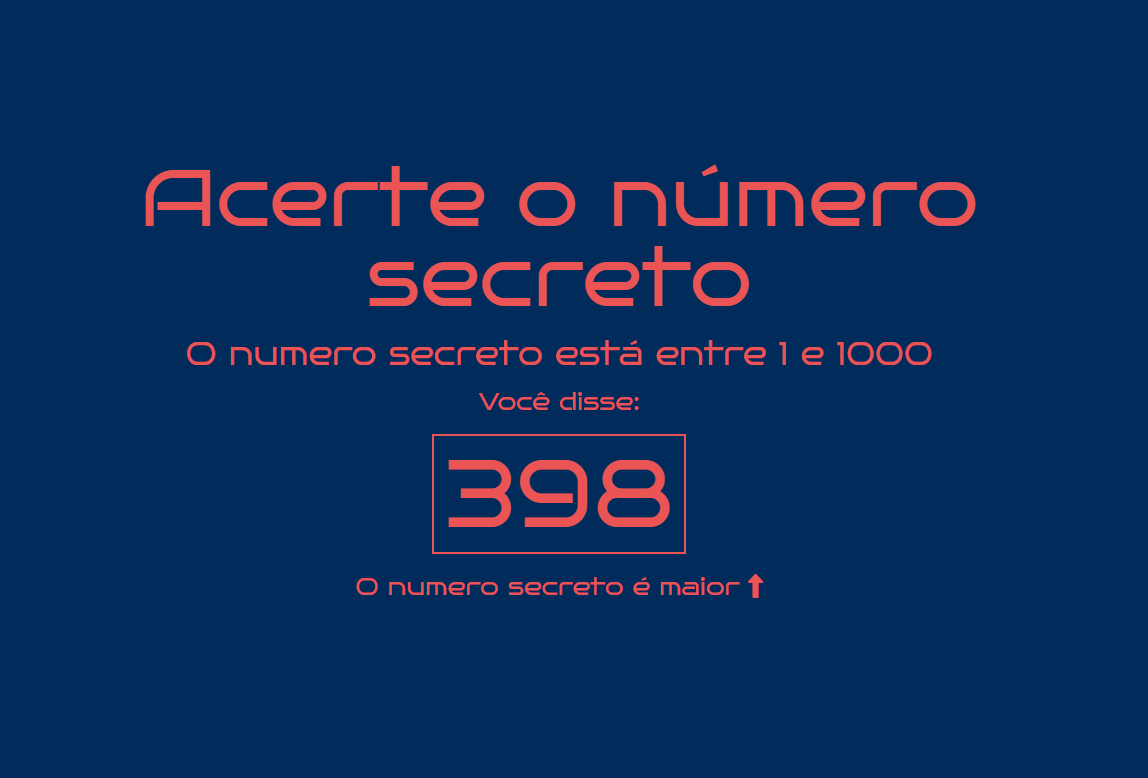 Acerte o número
secreto
O numero secreto está entre 1 e 1000
Você disse:
398
O numero secreto é maior